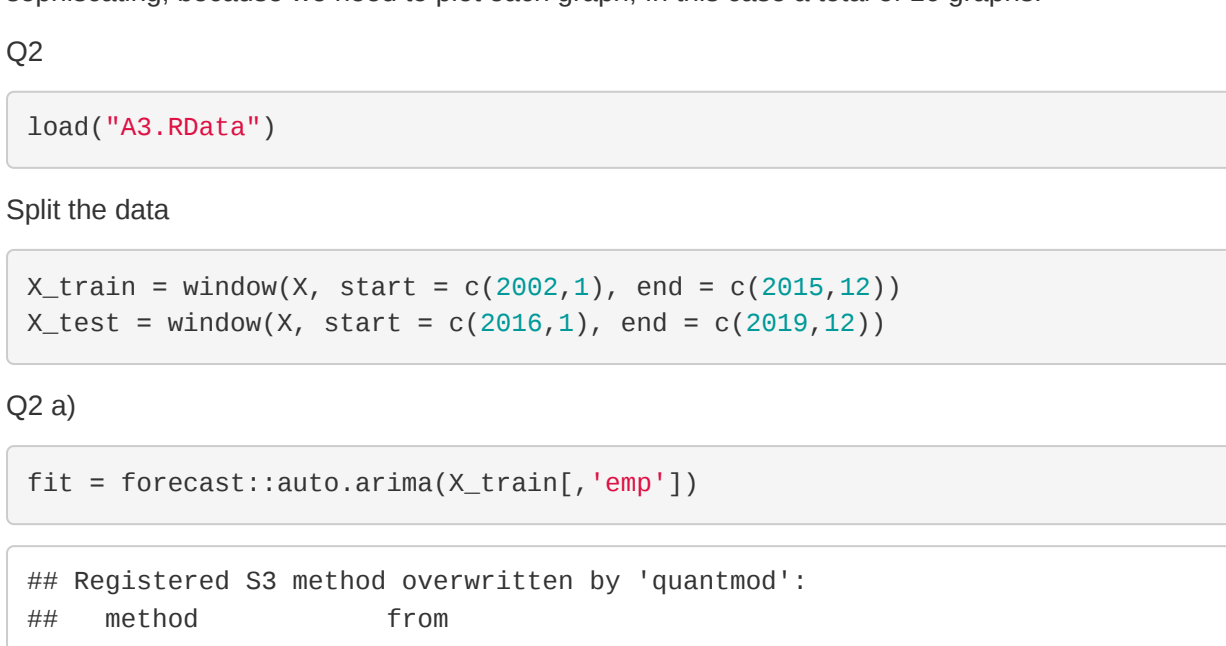 Q2
load("A3.RData")
Split the data
X_train = window(X, start = c(2002,1), end = c(2015,12))
X_test = window(X, start = c(2016,1), end = c(2019,12))
Q2 a)
fit = forecast::auto.arima(X_train[,'emp'])
## Registered S3 method overwritten by 'quantmod':
##   method            from